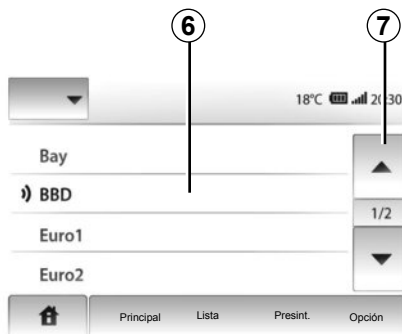 6 7
18°C 20:30
Bay
BBD
1/2
Euro1
Euro2
Principal Lista Presint. Opción